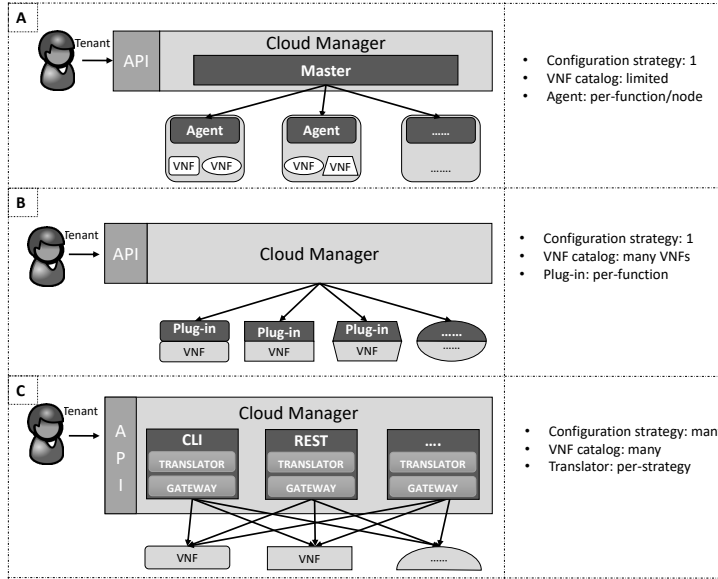 A
Tenant
API
Cloud Manager
Master
Agent
Agent
......
VNF
VNF
VNF
VNF
.......
• Configuration strategy: 1
• VNF catalog: limited
• Agent: per-function/node
B
Tenant
API
Cloud Manager
Plug-in
Plug-in
Plug-in
......
VNF
VNF
VNF
......
• Configuration strategy: 1
• VNF catalog: many VNFs
• Plug-in: per-function
C
Tenant
API
Cloud Manager
CLI
REST
....
TRANSLATOR
TRANSLATOR
TRANSLATOR
GATEWAY
GATEWAY
GATEWAY
VNF
VNF
......
• Configuration strategy: man
• VNF catalog: many
• Translator: per-strategy